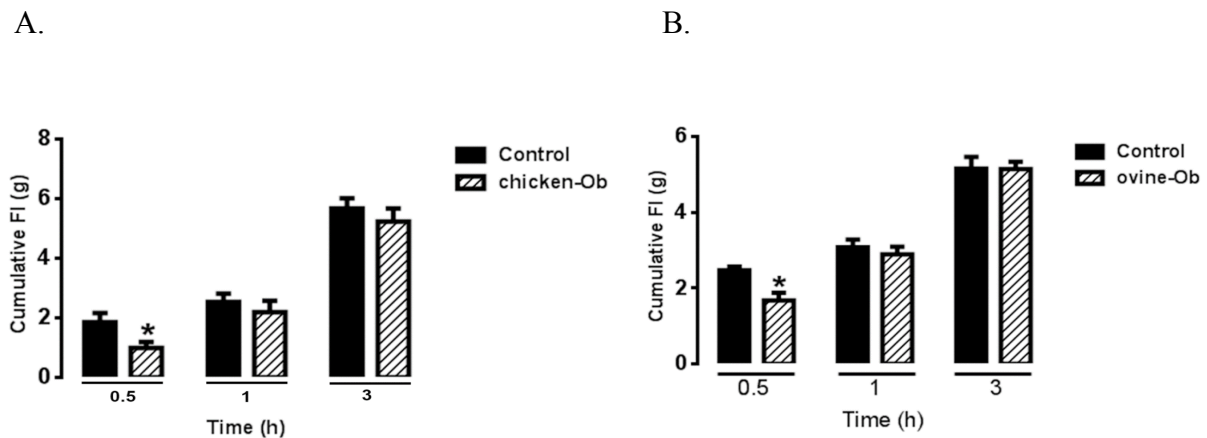 A.
8
6
4
2
0
Cumulative FI (g)
Control
chicken-Ob
*
0.5
1
3
Time (h)
B.
6
4
2
0
Cumulative FI (g)
Control
ovine-Ob
*
0.5
1
3
Time (h)